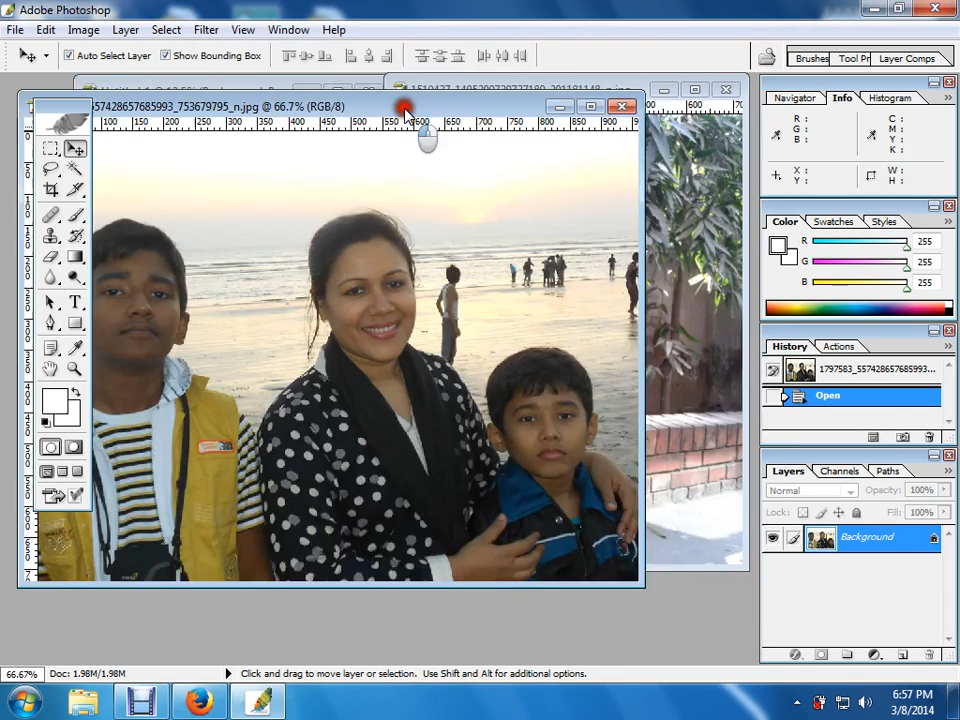 Adobe Photoshop
File Edit Image Layer Select Filter View Window Help
Auto Select Layer Show Bounding Box
Brushes Tool Pr Layer Comps
57428657685993_753679795_n.jpg @ 66.7% (RGB/8)
100 150 200 250 300 350 400 450 500 550 600 650 700 750 800 850 900
Navigator Info Histogram
R : C :
G : M :
B : Y :
K :
X : W :
Y : H :
Color Swatches Styles
R 255
G 255
B 255
History Actions
1797583_557428657685993...
Open
Layers Channels Paths
Normal Opacity: 100%
Lock: Fill: 100%
Background
66.67% Doc: 1.98M/1.98M Click and drag to move layer or selection. Use Shift and Alt for additional options.
6:57 PM
3/8/2014